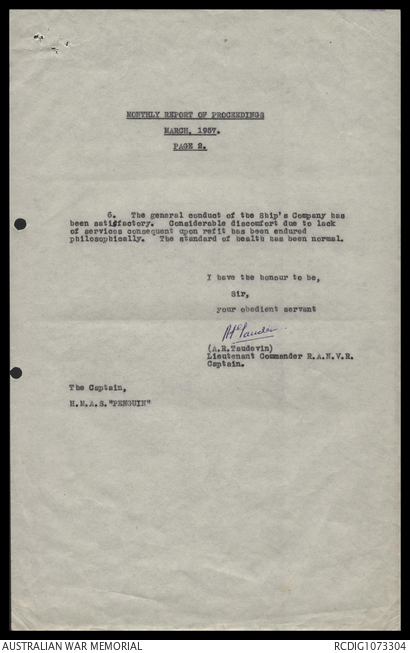 MONTHLY REPORT OF PROCEEDINGS
MARCH, 1957.
PAGE 2.
6. The general conduct of the Ship's Company has
been satisfactory. Considerable discomfort due to lack
of services consequent upon refit has been endured
philosophically. The standard of health has been normal.
I have the honour to be,
Sir,
your obedient servant
(A.R.Taudevin)
Lieutenant Commander R.A.N.V.R.
Captain.
The Captain,
H.M.A.S."PENGUIN"
AUSTRALIAN WAR MEMORIAL
RCDIG1073304